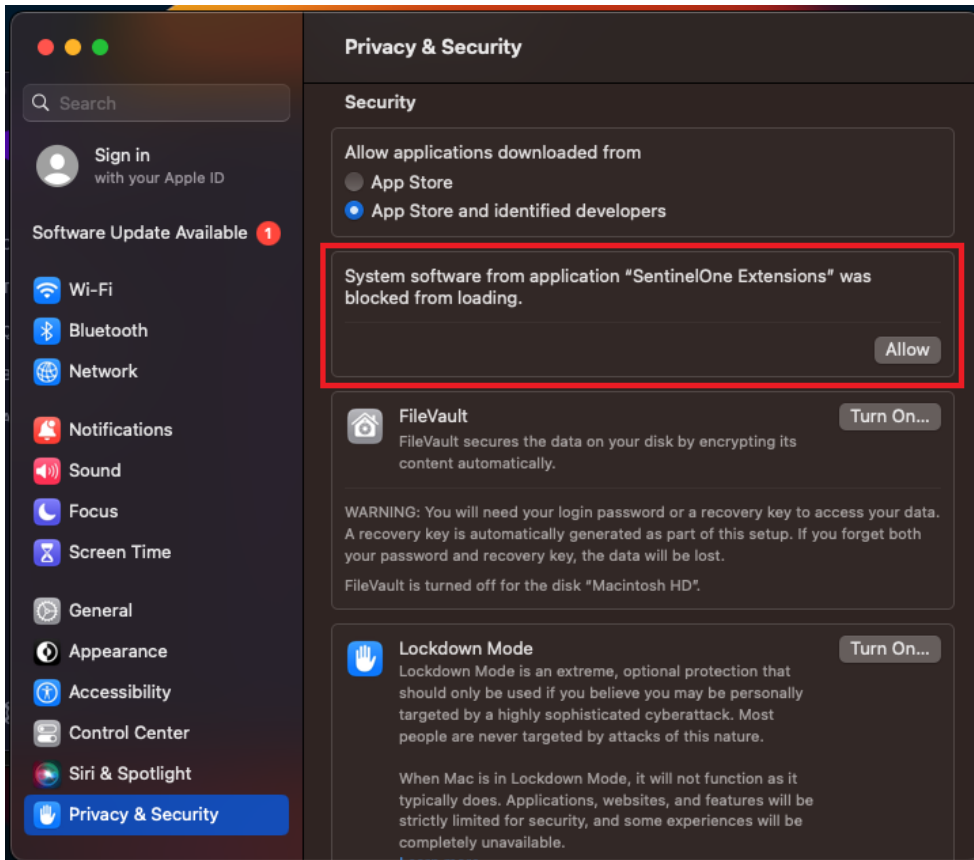 Search
Sign in
with your Apple ID
Software Update Available 1
Wi-Fi
Bluetooth
Network
Notifications
Sound
Focus
Screen Time
General
Appearance
Accessibility
Control Center
Siri & Spotlight
Privacy & Security
Privacy & Security
Security
Allow applications downloaded from
App Store
App Store and identified developers
System software from application “SentinelOne Extensions” was
blocked from loading.
Allow
FileVault
Turn On...
FileVault secures the data on your disk by encrypting its
content automatically.
WARNING: You will need your login password or a recovery key to access your data.
A recovery key is automatically generated as part of this setup. If you forget both
your password and recovery key, the data will be lost.
FileVault is turned off for the disk “Macintosh HD”.
Lockdown Mode
Turn On...
Lockdown Mode is an extreme, optional protection that
should only be used if you believe you may be personally
targeted by a highly sophisticated cyberattack. Most
people are never targeted by attacks of this nature.
When Mac is in Lockdown Mode, it will not function as it
typically does. Applications, websites, and features will be
strictly limited for security, and some experiences will be
completely unavailable.